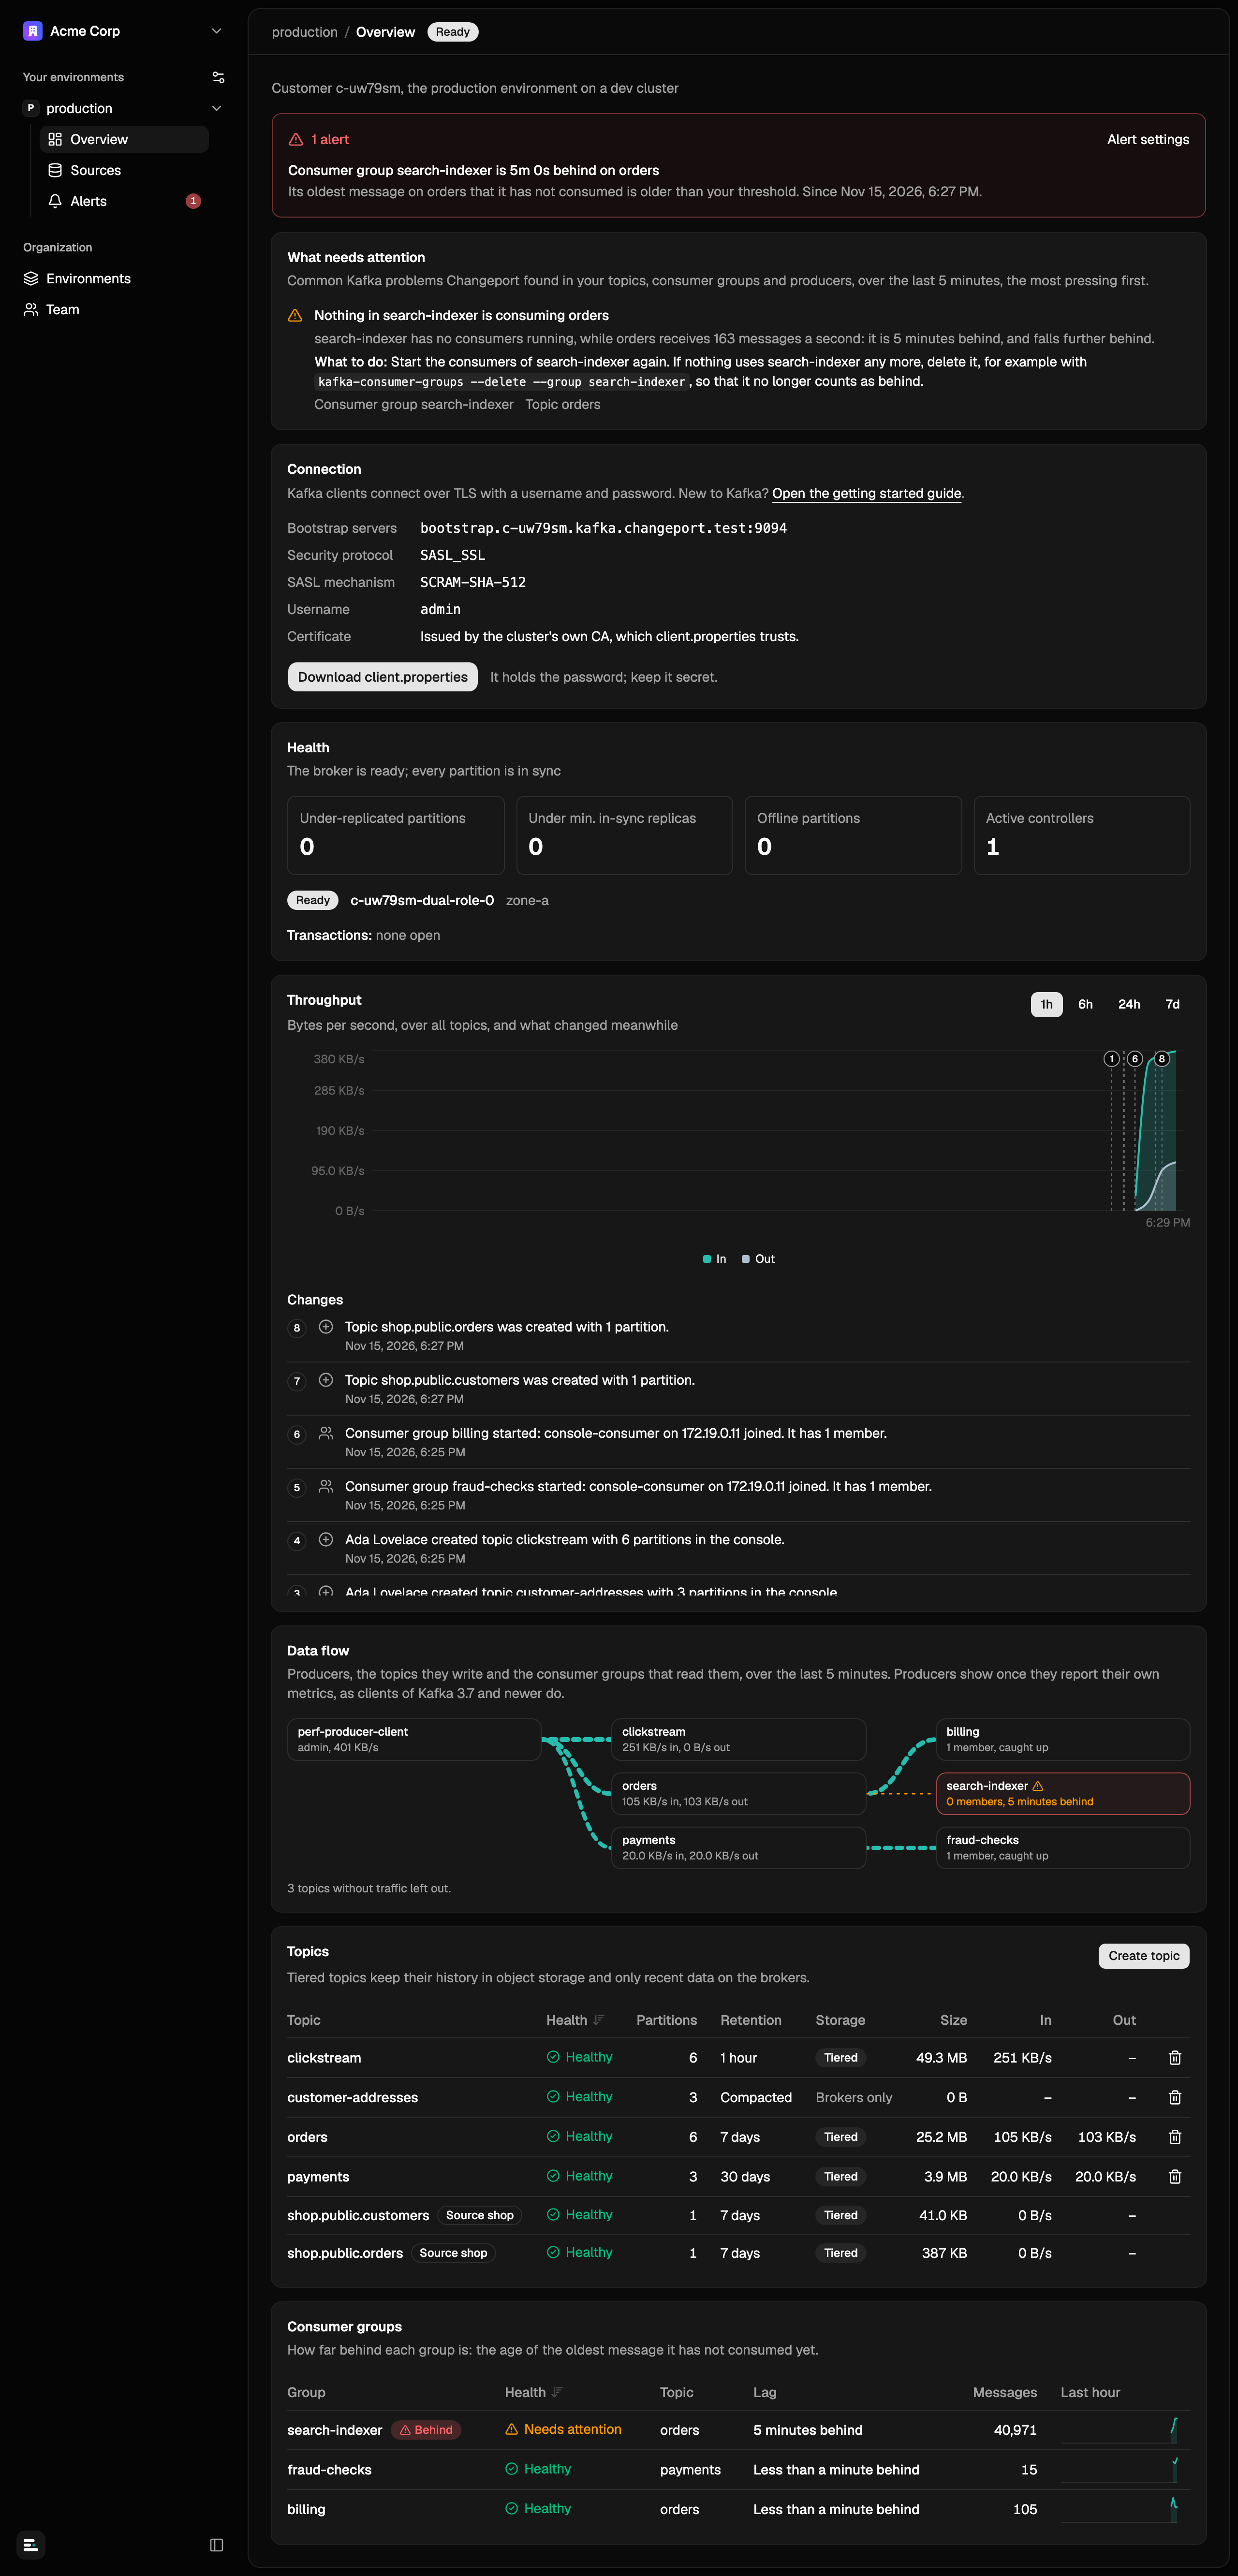 Acme Corp
Your environments
P production
Overview
Sources
Alerts 1
Organization
Environments
Team
production / Overview Ready
Customer c-uw79sm, the production environment on a dev cluster
1 alert Alert settings
Consumer group search-indexer is 5m 0s behind on orders
Its oldest message on orders that it has not consumed is older than your threshold. Since Nov 15, 2026, 6:27 PM.
What needs attention
Common Kafka problems Changeport found in your topics, consumer groups and producers, over the last 5 minutes, the most pressing first.
Nothing in search-indexer is consuming orders
search-indexer has no consumers running, while orders receives 163 messages a second: it is 5 minutes behind, and falls further behind.
What to do: Start the consumers of search-indexer again. If nothing uses search-indexer any more, delete it, for example with
kafka-consumer-groups --delete --group search-indexer, so that it no longer counts as behind.
Consumer group search-indexer Topic orders
Connection
Kafka clients connect over TLS with a username and password. New to Kafka? Open the getting started guide.
Bootstrap servers bootstrap.c-uw79sm.kafka.changeport.test:9094
Security protocol SASL_SSL
SASL mechanism SCRAM-SHA-512
Username admin
Certificate Issued by the cluster's own CA, which client.properties trusts.
Download client.properties It holds the password; keep it secret.
Health
The broker is ready; every partition is in sync
Under-replicated partitions Under min. in-sync replicas Offline partitions Active controllers
0 0 0 1
Ready c-uw79sm-dual-role-0 zone-a
Transactions: none open
Throughput 1h 6h 24h 7d
Bytes per second, over all topics, and what changed meanwhile
380 KB/s 1 6 8
285 KB/s
190 KB/s
95.0 KB/s
0 B/s
6:29 PM
In Out
Changes
8 Topic shop.public.orders was created with 1 partition.
Nov 15, 2026, 6:27 PM
7 Topic shop.public.customers was created with 1 partition.
Nov 15, 2026, 6:27 PM
6 Consumer group billing started: console-consumer on 172.19.0.11 joined. It has 1 member.
Nov 15, 2026, 6:25 PM
5 Consumer group fraud-checks started: console-consumer on 172.19.0.11 joined. It has 1 member.
Nov 15, 2026, 6:25 PM
4 Ada Lovelace created topic clickstream with 6 partitions in the console.
Nov 15, 2026, 6:25 PM
3 Ada Lovelace created topic customer-addresses with 3 partitions in the console.
Data flow
Producers, the topics they write and the consumer groups that read them, over the last 5 minutes. Producers show once they report their own
metrics, as clients of Kafka 3.7 and newer do.
perf-producer-client clickstream billing
admin, 401 KB/s 251 KB/s in, 0 B/s out 1 member, caught up
orders search-indexer
105 KB/s in, 103 KB/s out 0 members, 5 minutes behind
payments fraud-checks
20.0 KB/s in, 20.0 KB/s out 1 member, caught up
3 topics without traffic left out.
Topics Create topic
Tiered topics keep their history in object storage and only recent data on the brokers.
Topic Health Partitions Retention Storage Size In Out
clickstream Healthy 6 1 hour Tiered 49.3 MB 251 KB/s –
customer-addresses Healthy 3 Compacted Brokers only 0 B – –
orders Healthy 6 7 days Tiered 25.2 MB 105 KB/s 103 KB/s
payments Healthy 3 30 days Tiered 3.9 MB 20.0 KB/s 20.0 KB/s
shop.public.customers Source shop Healthy 1 7 days Tiered 41.0 KB 0 B/s –
shop.public.orders Source shop Healthy 1 7 days Tiered 387 KB 0 B/s –
Consumer groups
How far behind each group is: the age of the oldest message it has not consumed yet.
Group Health Topic Lag Messages Last hour
search-indexer Behind Needs attention orders 5 minutes behind 40,971
fraud-checks Healthy payments Less than a minute behind 15
billing Healthy orders Less than a minute behind 105